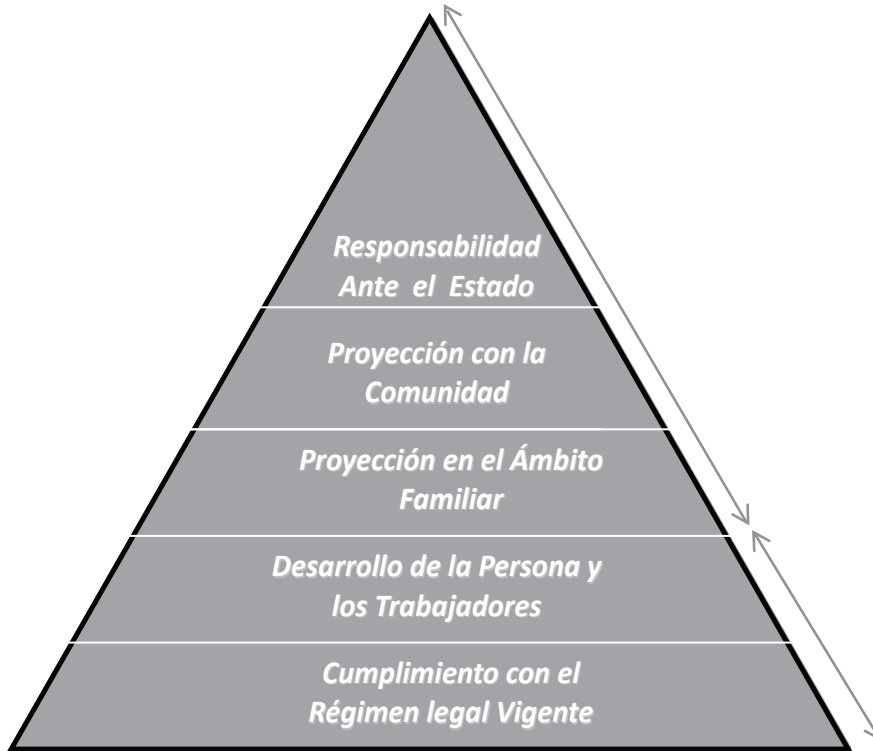 Responsabilidad
Ante el Estado
Proyección con la
Comunidad
Proyección en el Ámbito
Familiar
Desarrollo de la Persona y
los Trabajadores
Cumplimiento con el
Régimen legal Vigente